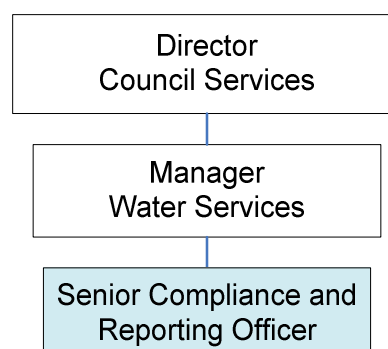 Director
Council Services
Manager
Water Services
Senior Compliance and
Reporting Officer